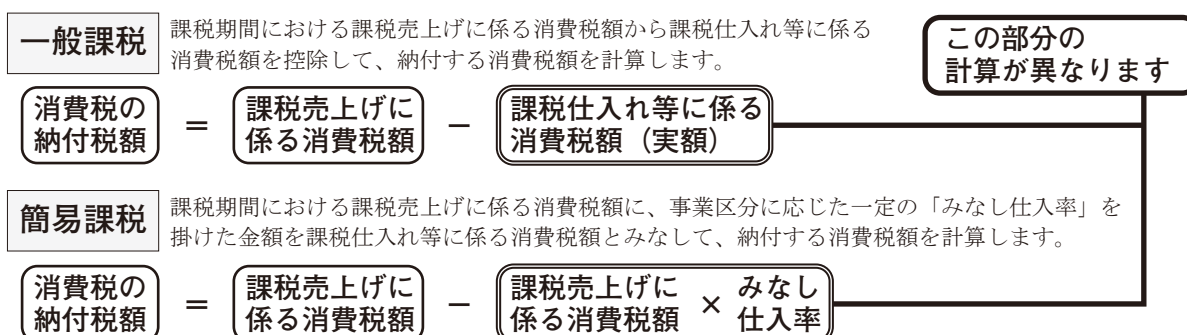 一般課税
課税期間における課税売上げに係る消費税額から課税仕入れ等に係る
消費税額を控除して、納付する消費税額を計算します。
この部分の
計算が異なります
消費税の
納付税額
＝
課税売上げに
係る消費税額
－
課税仕入れ等に係る
消費税額（実額）
簡易課税
課税期間における課税売上げに係る消費税額に、事業区分に応じた一定の「みなし仕入率」を
掛けた金額を課税仕入れ等に係る消費税額とみなして、納付する消費税額を計算します。
消費税の
納付税額
＝
課税売上げに
係る消費税額
－
課税売上げに
係る消費税額
×
みなし
仕入率